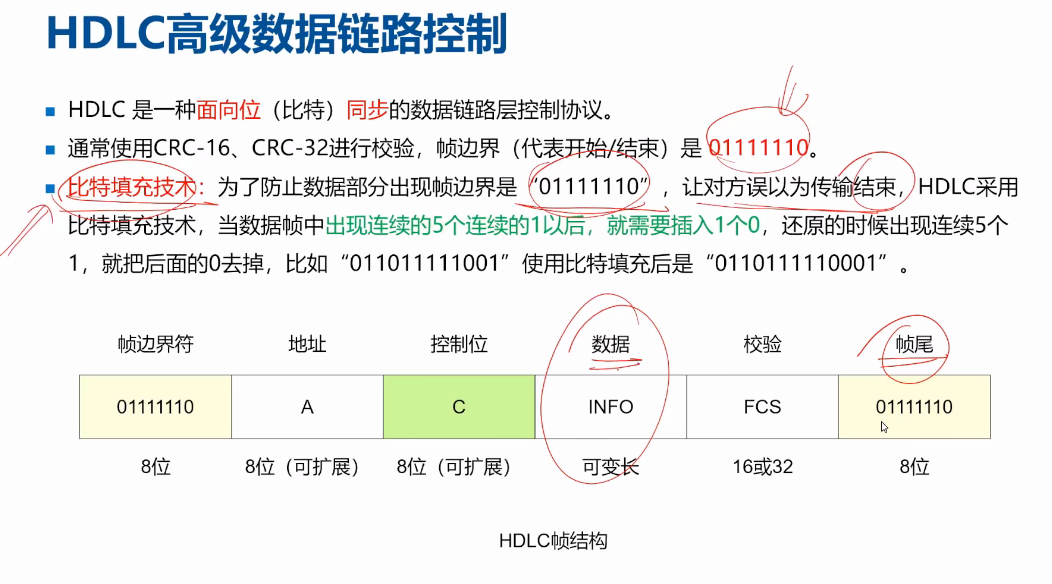 HDLC高级数据链路控制
HDLC 是一种面向位（比特）同步的数据链路层控制协议。
通常使用CRC-16、CRC-32进行校验，帧边界（代表开始/结束）是 01111110。
比特填充技术：为了防止数据部分出现帧边界是“01111110”，让对方误以为传输结束，HDLC采用
比特填充技术，当数据帧中出现连续的5个连续的1以后，就需要插入1个0，还原的时候出现连续5个
1，就把后面的0去掉，比如“011011111001”使用比特填充后是“0110111110001”。
帧边界符 地址 控制位 数据 校验 帧尾
01111110 A C INFO FCS 01111110
8位 8位（可扩展） 8位（可扩展） 可变长 16或32 8位
HDLC帧结构